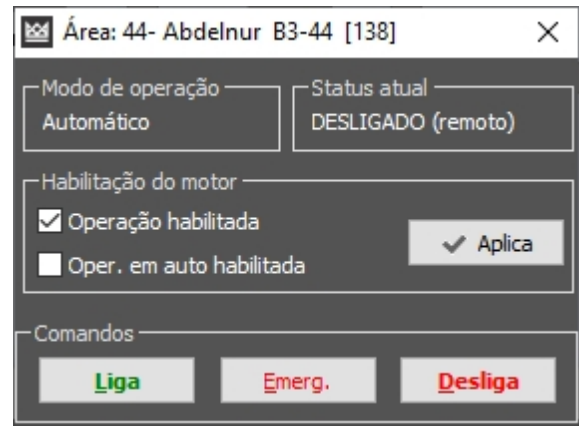 Área: 44- Abdelnur B3-44 [138]
Modo de operação
Automático
Status atual
DESLIGADO (remoto)
Habilitação do motor
Operação habilitada
Oper. em auto habilitada
Aplica
Comandos
Liga
Emerg.
Desliga